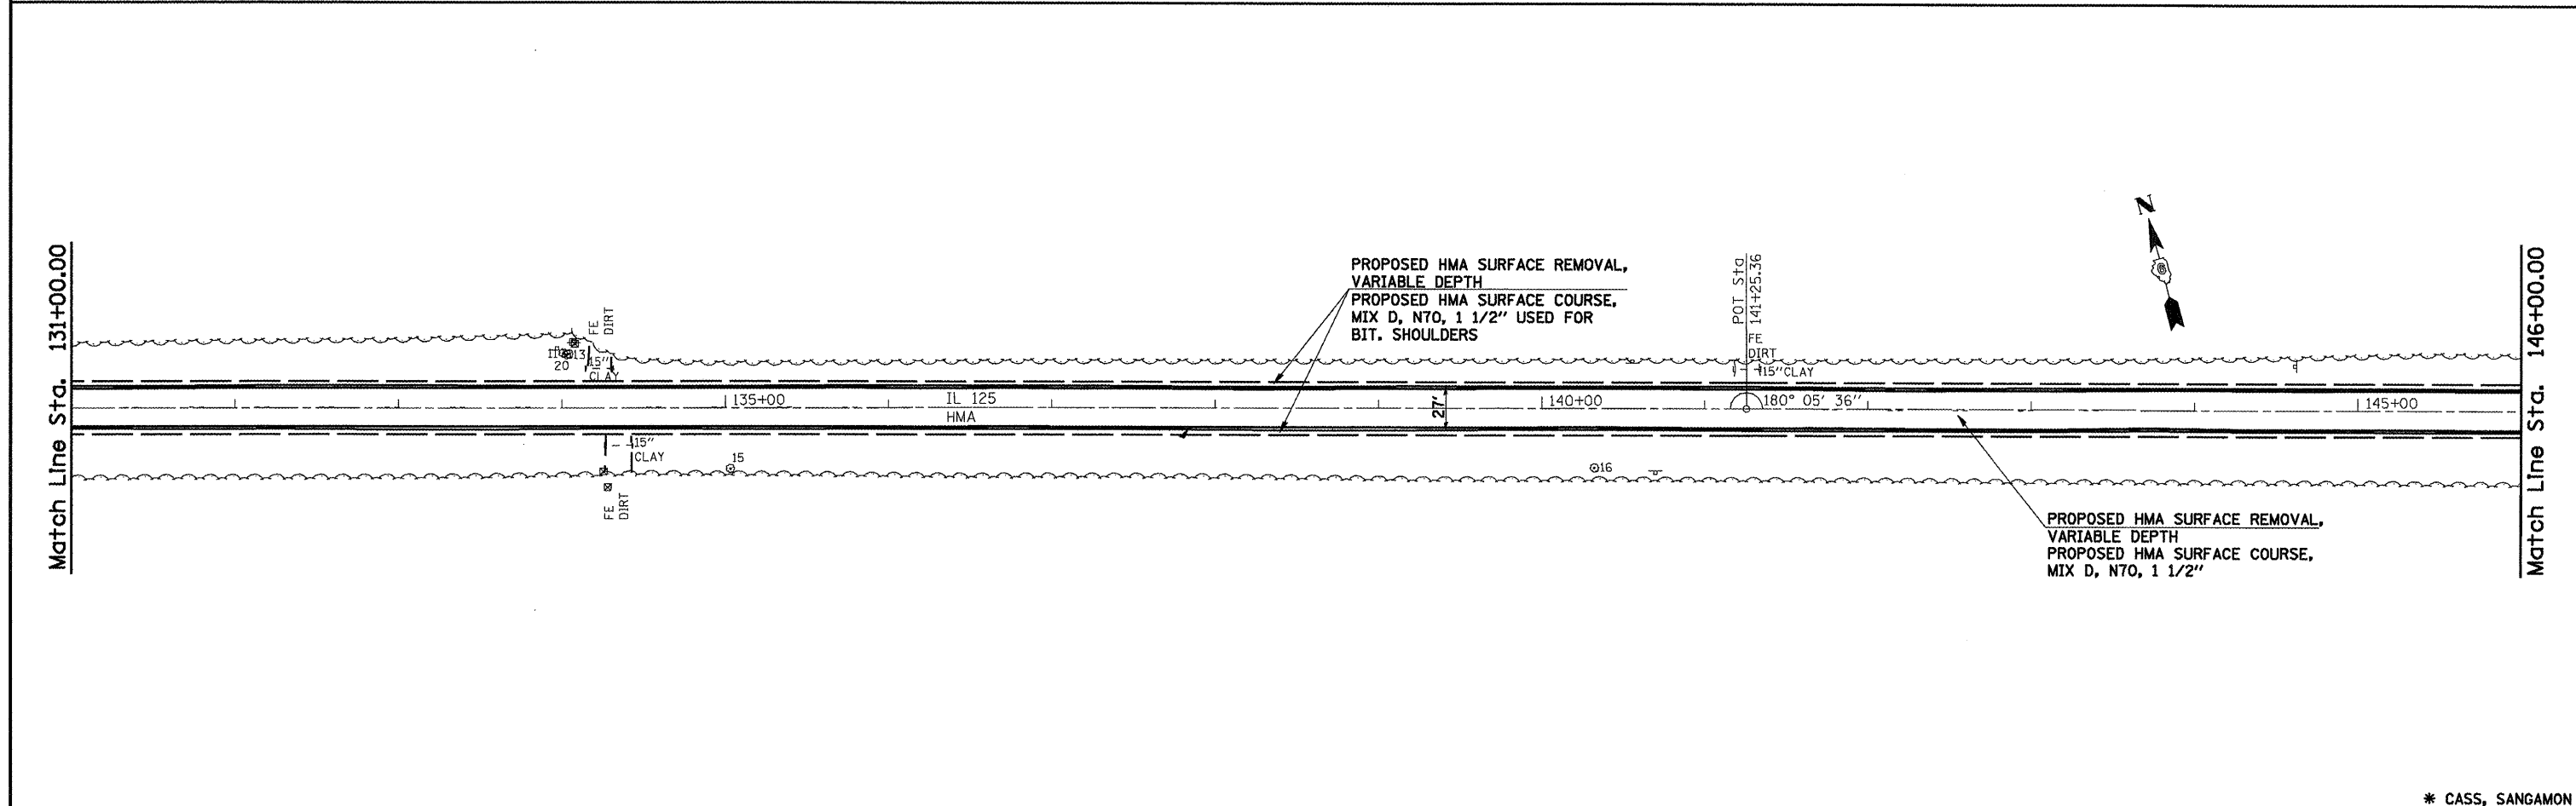 Match Line Sta. 131+00.00
PROPOSED HMA SURFACE REMOVAL,
VARIABLE DEPTH
PROPOSED HMA SURFACE COURSE,
MIX D, N70, 1 1/2" USED FOR
BIT. SHOULDERS
POT Sta
141+25.36
N
Match Line Sta. 146+00.00
FE
DIRT
13
20
15"
CLAY
FE
DIRT
15"CLAY
135+00
IL 125
HMA
27'
140+00
180° 05' 36"
145+00
15"
CLAY
15
16
FE
DIRT
PROPOSED HMA SURFACE REMOVAL,
VARIABLE DEPTH
PROPOSED HMA SURFACE COURSE,
MIX D, N70, 1 1/2"
* CASS, SANGAMON